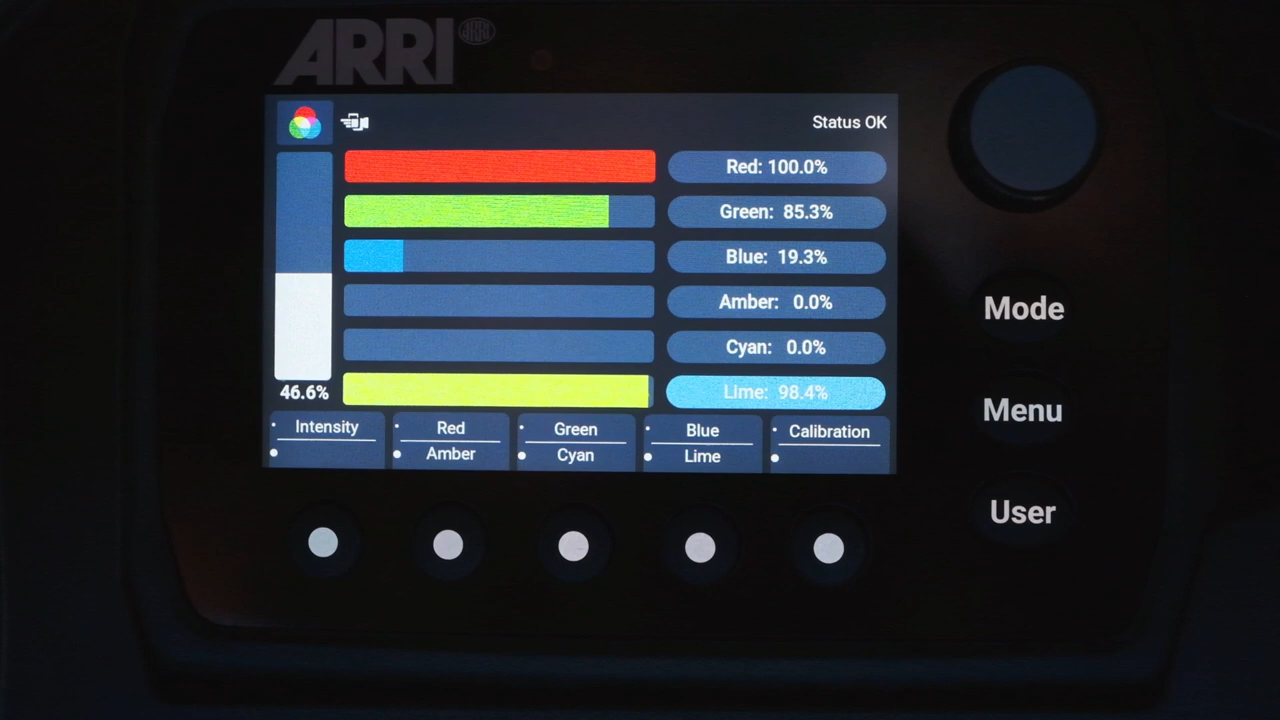 ARRI ARRI
Status OK
Red: 100.0%
Green: 85.3%
Blue: 19.3%
Amber: 0.0%
Cyan: 0.0%
46.6%
Lime: 98.4%
Intensity
Red
Amber
Green
Cyan
Blue
Lime
Calibration
Mode
Menu
User